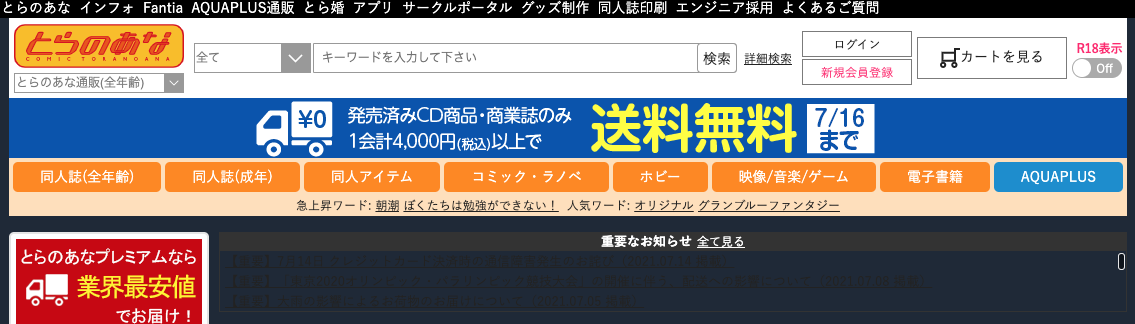 とらのあな インフォ Fantia AQUAPLUS通販 とら婚 アプリ サークルポータル グッズ制作 同人誌印刷 エンジニア採用 よくあるご質問
とらのあな
COMIC TORANOANA
とらのあな通販(全年齢)
全て
キーワードを入力して下さい
検索
詳細検索
ログイン
新規会員登録
カートを見る
R18表示
Off
¥0
発売済みCD商品・商業誌のみ
1会計4,000円(税込)以上で
送料無料
7/16
まで
同人誌(全年齢) 同人誌(成年) 同人アイテム コミック・ラノベ ホビー 映像/音楽/ゲーム 電子書籍 AQUAPLUS
急上昇ワード: 朝潮 ぼくたちは勉強ができない！ 人気ワード: オリジナル グランブルーファンタジー
とらのあなプレミアムなら
業界最安値
でお届け！
重要なお知らせ 全て見る